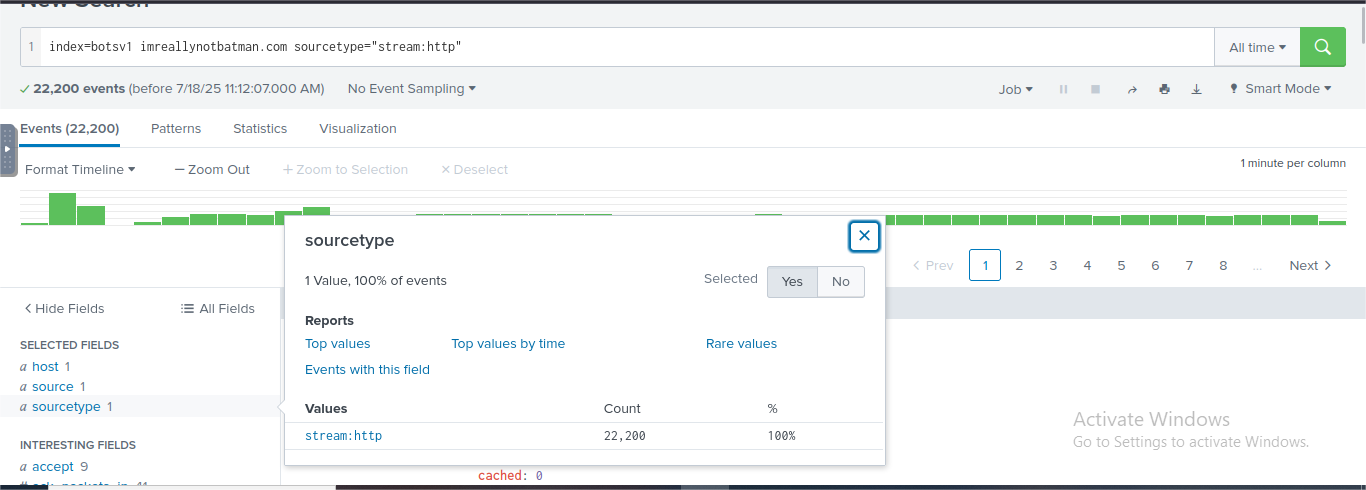 New Search
1 index=botsv1 imreallynotbatman.com sourcetype="stream:http"
All time
22,200 events (before 7/18/25 11:12:07.000 AM) No Event Sampling
Job
Smart Mode
Events (22,200) Patterns Statistics Visualization
Format Timeline — Zoom Out + Zoom to Selection × Deselect
1 minute per column
sourcetype
1 Value, 100% of events
Selected Yes No
Reports
Top values Top values by time Rare values
Events with this field
Values Count %
stream:http 22,200 100%
< Prev 1 2 3 4 5 6 7 8 ... Next >
< Hide Fields All Fields
SELECTED FIELDS
a host 1
a source 1
a sourcetype 1
INTERESTING FIELDS
a accept 9
cached: 0
Activate Windows
Go to Settings to activate Windows.